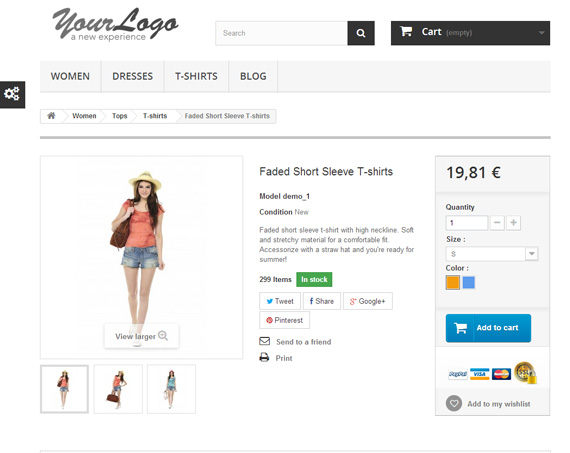 YourLogo
a new experience
Search
Cart (empty)
WOMEN DRESSES T-SHIRTS BLOG
Women Tops T-shirts Faded Short Sleeve T-shirts
Faded Short Sleeve T-shirts
Model demo_1
Condition New
Faded short sleeve t-shirt with high neckline. Soft
and stretchy material for a comfortable fit.
Accessorize with a straw hat and you're ready for
summer!
299 Items In stock
Tweet Share Google+
Pinterest
Send to a friend
Print
View larger
19,81 €
Quantity
1
Size :
S
Color :
Add to cart
PayPal VISA MasterCard
Add to my wishlist